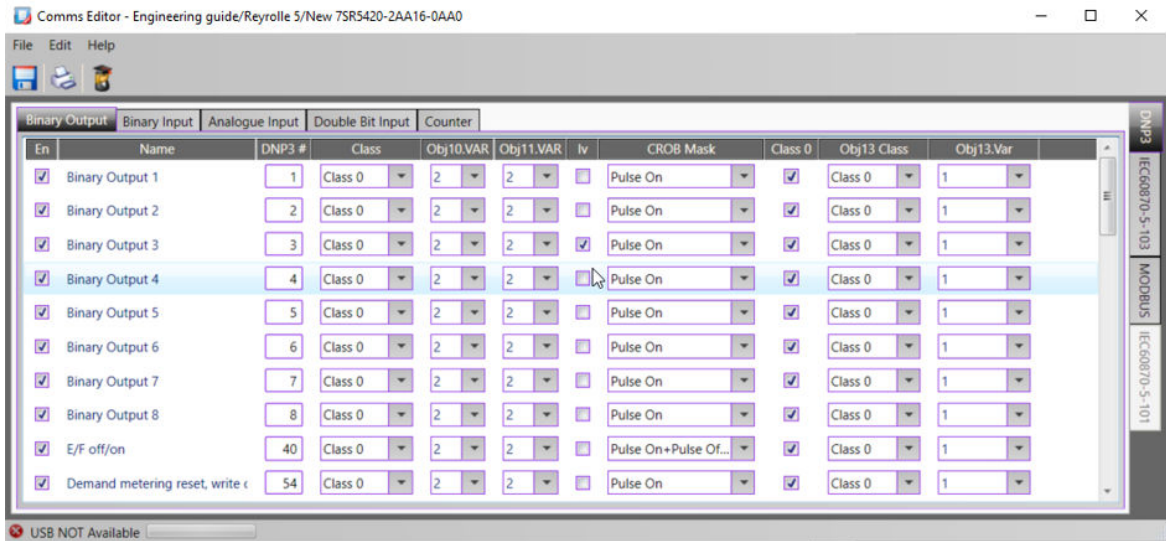 Comms Editor - Engineering guide/Reyrolle 5/New 7SR5420-2AA16-0AA0
File Edit Help
Binary Output Binary Input Analogue Input Double Bit Input Counter
En Name DNP3 # Class Obj10.VAR Obj11.VAR Iv CROB Mask Class 0 Obj13 Class Obj13.Var
Binary Output 1 1 Class 0 2 2 Pulse On Class 0 1
Binary Output 2 2 Class 0 2 2 Pulse On Class 0 1
Binary Output 3 3 Class 0 2 2 Pulse On Class 0 1
Binary Output 4 4 Class 0 2 2 Pulse On Class 0 1
Binary Output 5 5 Class 0 2 2 Pulse On Class 0 1
Binary Output 6 6 Class 0 2 2 Pulse On Class 0 1
Binary Output 7 7 Class 0 2 2 Pulse On Class 0 1
Binary Output 8 8 Class 0 2 2 Pulse On Class 0 1
E/F off/on 40 Class 0 2 2 Pulse On+Pulse Of... Class 0 1
Demand metering reset, write 54 Class 0 2 2 Pulse On Class 0 1
DNP3
IEC60870-5-103
MODBUS
IEC60870-5-101
USB NOT Available